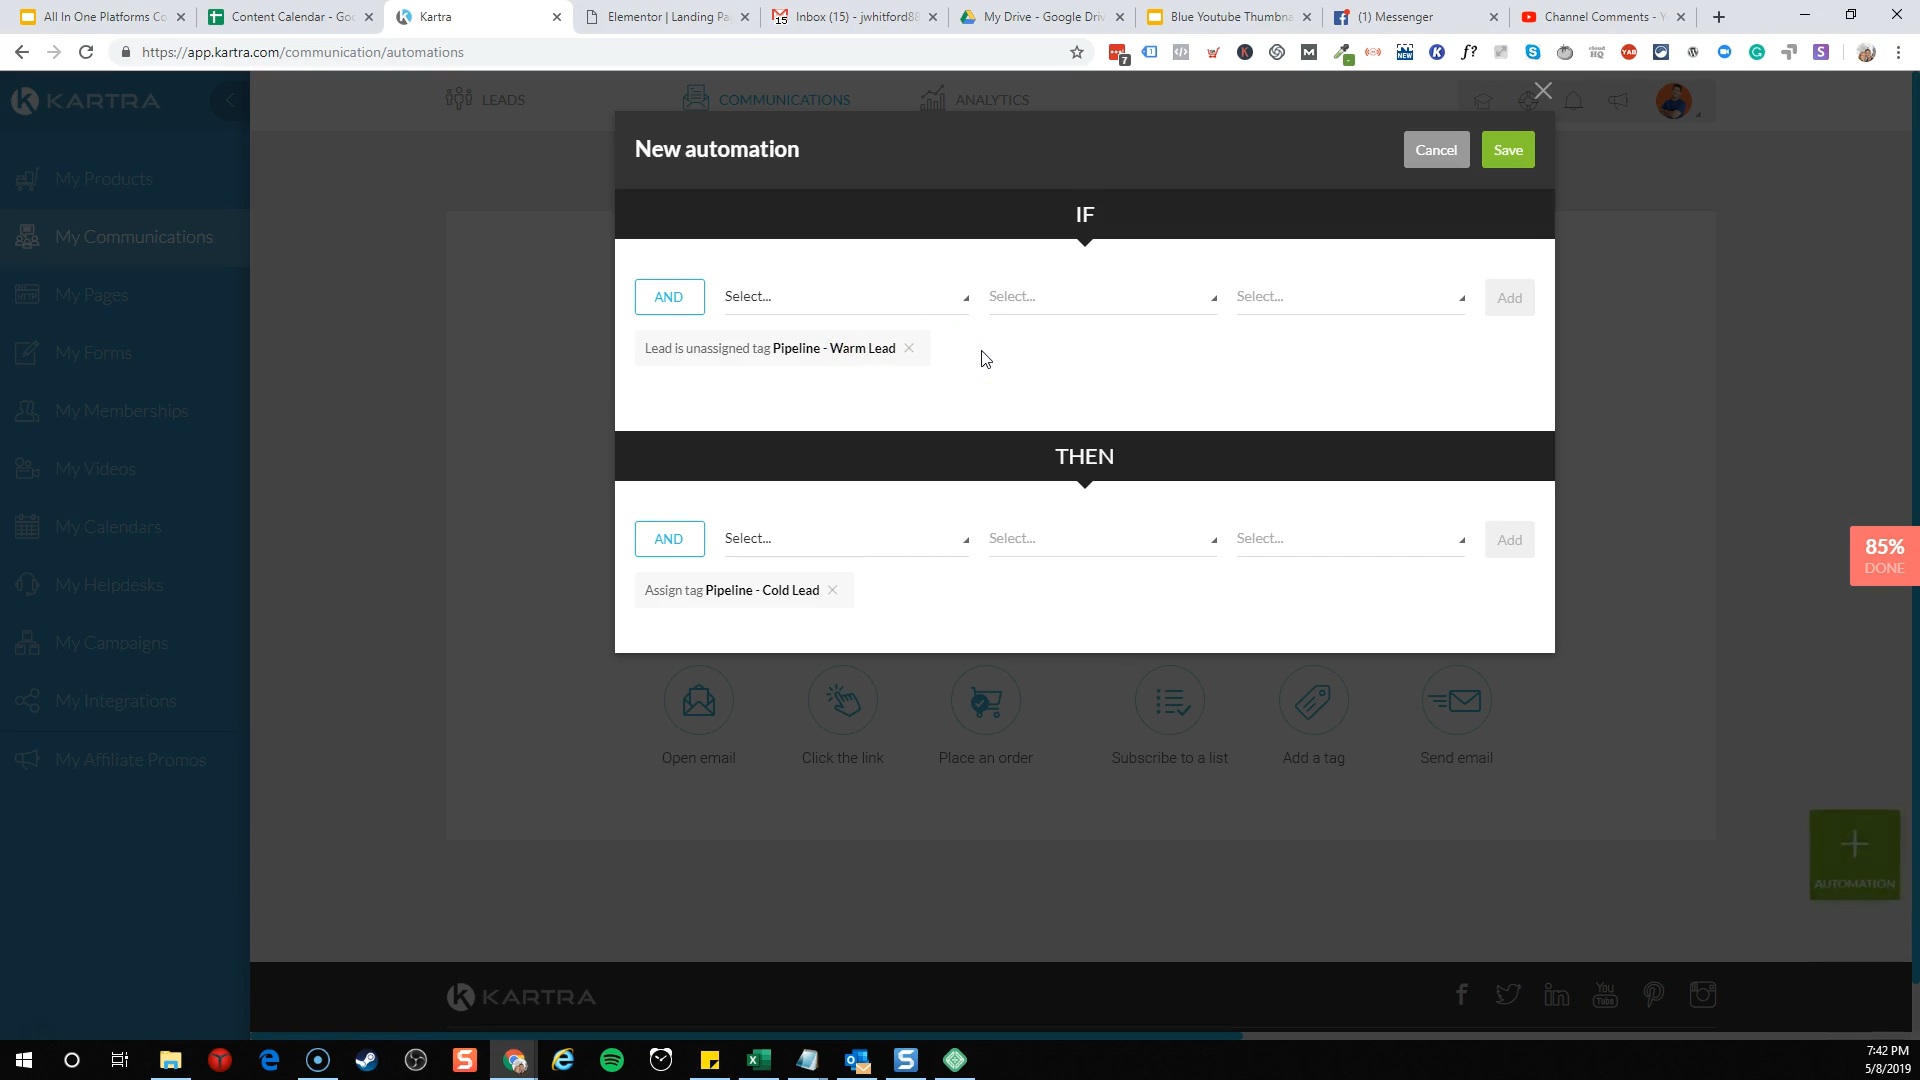 All In One Platforms Co
Content Calendar - Goo
Kartra
Elementor | Landing Pa
Inbox (15) - jwhitford88
My Drive - Google Driv
Blue Youtube Thumbna
(1) Messenger
Channel Comments - Y
https://app.kartra.com/communication/automations
KARTRA
LEADS
COMMUNICATIONS
ANALYTICS
My Products
My Communications
My Pages
My Forms
My Memberships
My Videos
My Calendars
My Helpdesks
My Campaigns
My Integrations
My Affiliate Promos
New automation
Cancel
Save
IF
AND Select... Select... Select... Add
Lead is unassigned tag Pipeline - Warm Lead
THEN
AND Select... Select... Select... Add
Assign tag Pipeline - Cold Lead
85%
DONE
Open email
Click the link
Place an order
Subscribe to a list
Add a tag
Send email
AUTOMATION
KARTRA
7:42 PM
5/8/2019